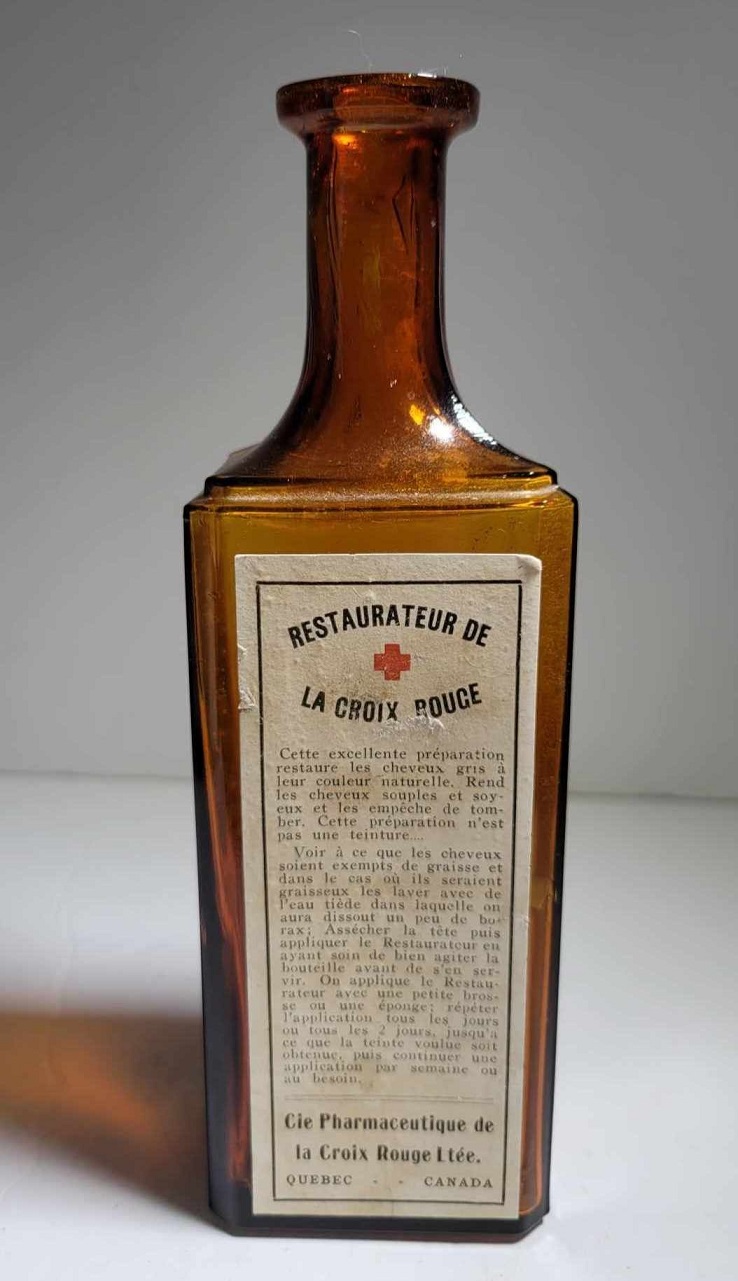 RESTAURATEUR DE
LA CROIX ROUGE
Cette excellente préparation
restaure les cheveux gris à
leur couleur naturelle. Rend
les cheveux souples et soy-
eux et les empêche de tom-
ber. Cette préparation n'est
pas une teinture....
Voir à ce que les cheveux
soient exempts de graisse et
dans le cas où ils seraient
graisseux les laver avec de
l'eau tiède dans laquelle on
aura dissout un peu de bo-
rax; Assécher la tête puis
appliquer le Restaurateur en
ayant soin de bien agiter la
bouteille avant de s'en ser-
vir. On applique le Restau-
rateur avec une petite bros-
se ou une éponge; répéter
l'application tous les jours
ou tous les 2 jours, jusqu'a
ce que la teinte voulue soit
obtenue, puis continuer une
application par semaine ou
au besoin.
Cie Pharmaceutique de
la Croix Rouge Ltée.
QUEBEC - - CANADA